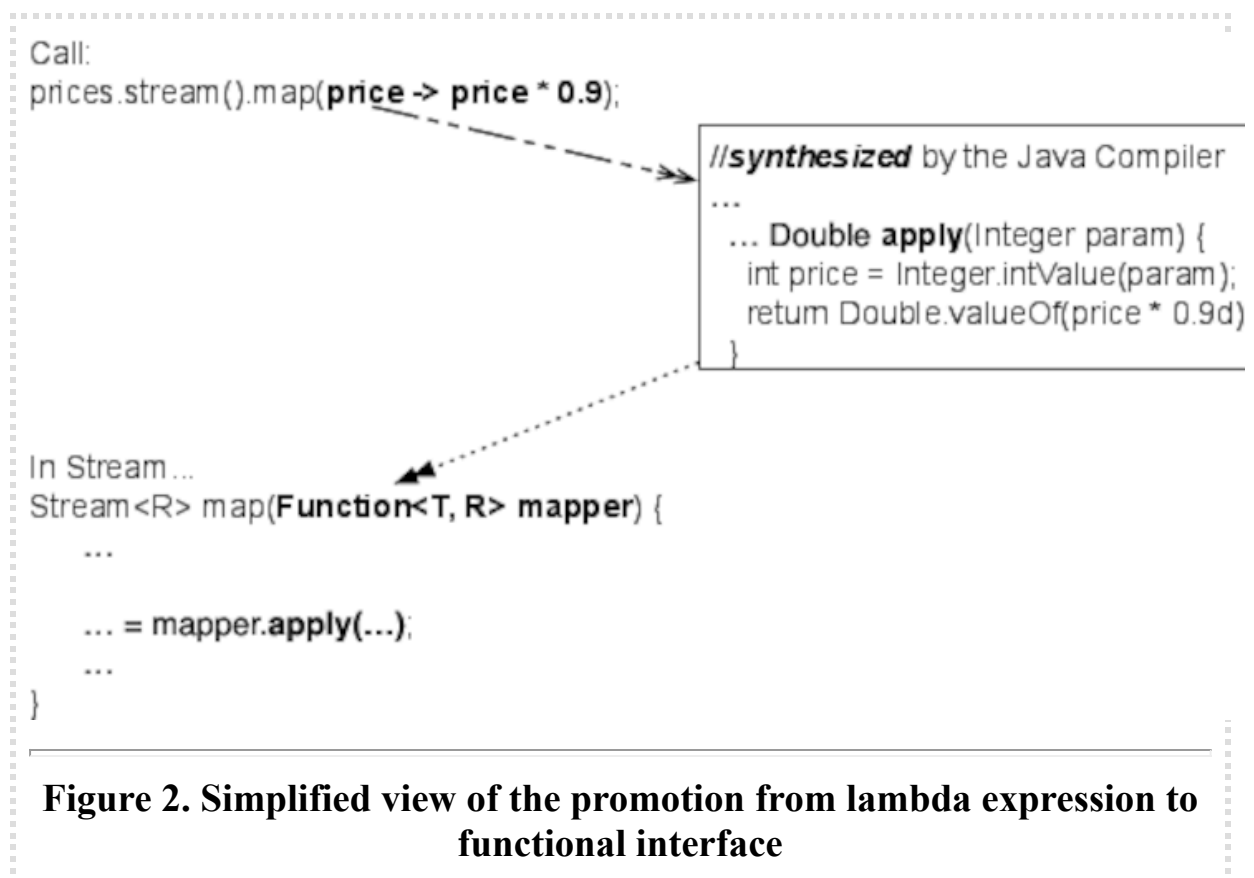 Call:
prices.stream().map(price -> price * 0.9);
//synthesized by the Java Compiler
...
... Double apply(Integer param) {
int price = Integer.intValue(param);
return Double.valueOf(price * 0.9d)
}
In Stream...
Stream<R> map(Function<T, R> mapper) {
...
... = mapper.apply(...);
...
}
Figure 2. Simplified view of the promotion from lambda expression to
functional interface